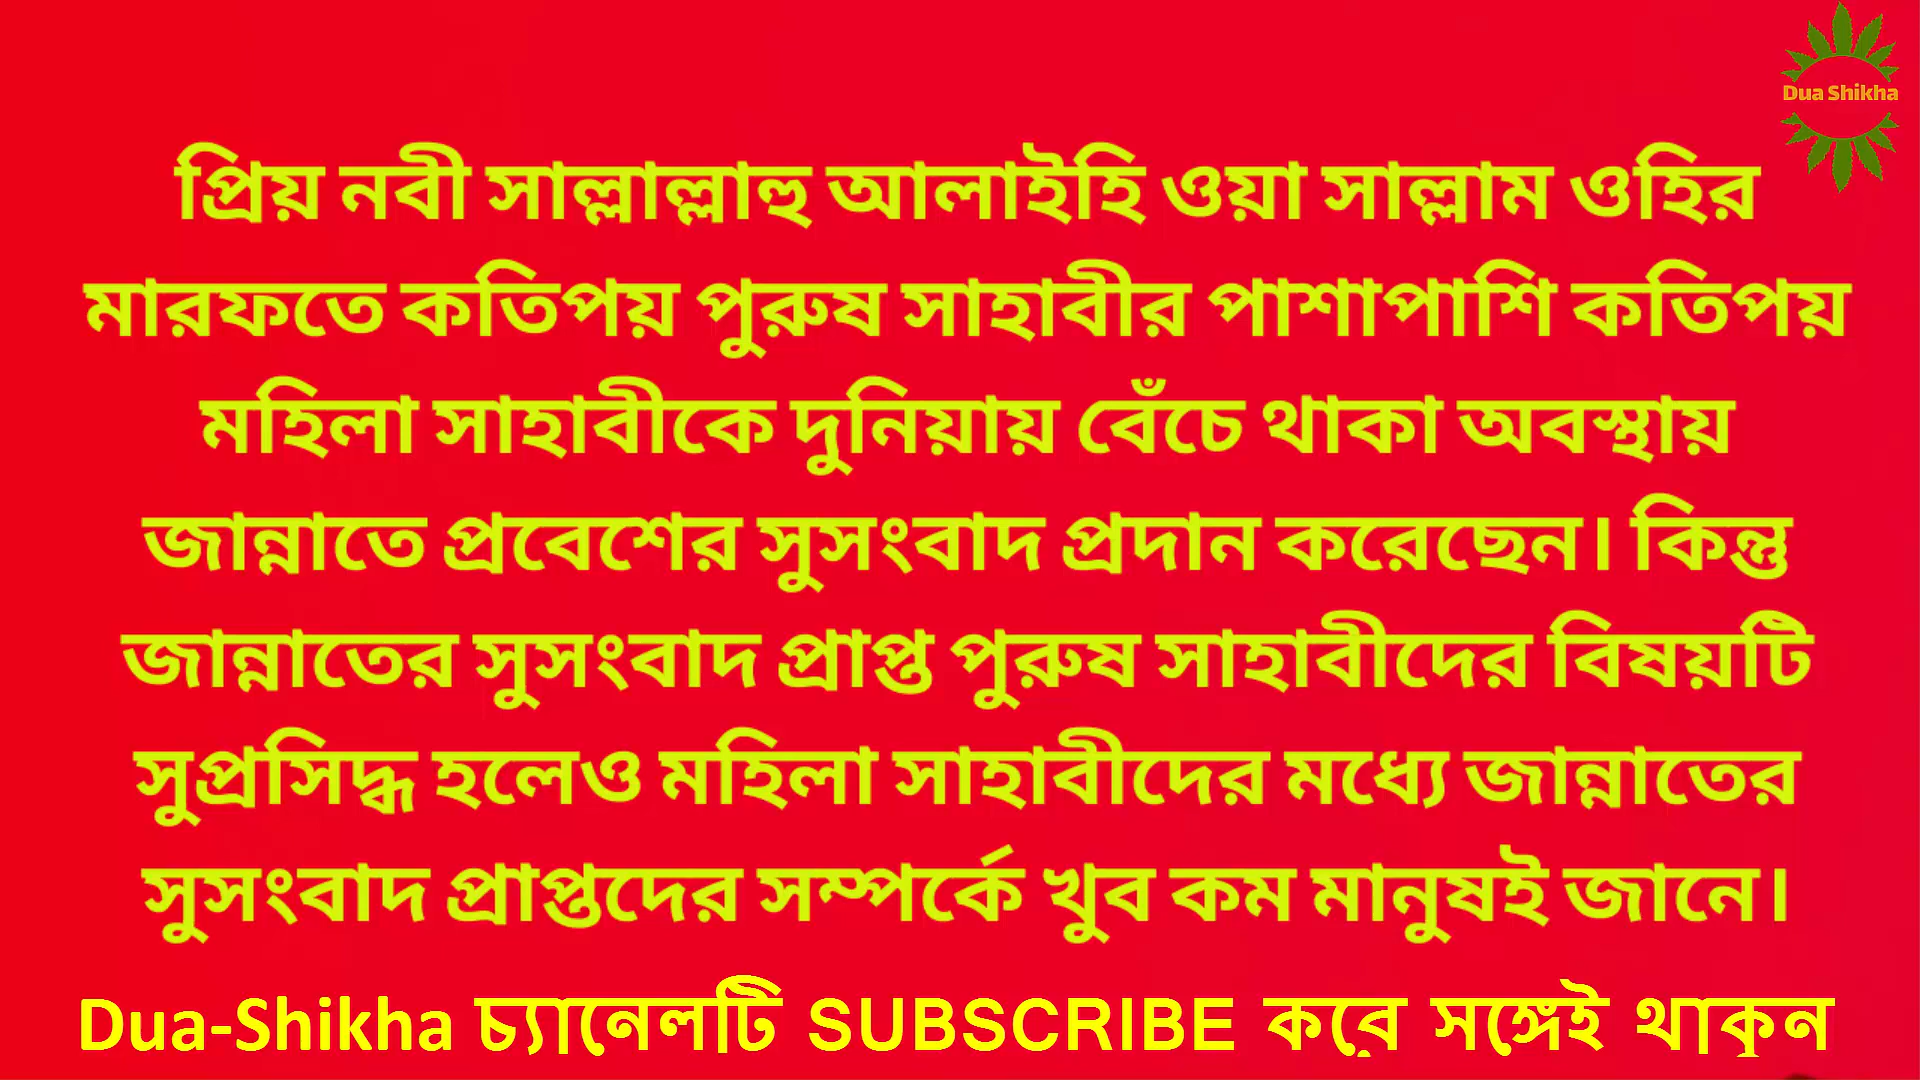 Dua Shikha
প্রিয় নবী সাল্লাল্লাহু আলাইহি ওয়া সাল্লাম ওহির
মারফতে কতিপয় পুরুষ সাহাবীর পাশাপাশি কতিপয়
মহিলা সাহাবীকে দুনিয়ায় বেঁচে থাকা অবস্থায়
জান্নাতে প্রবেশের সুসংবাদ প্রদান করেছেন। কিন্তু
জান্নাতের সুসংবাদ প্রাপ্ত পুরুষ সাহাবীদের বিষয়টি
সুপ্রসিদ্ধ হলেও মহিলা সাহাবীদের মধ্যে জান্নাতের
সুসংবাদ প্রাপ্তদের সম্পর্কে খুব কম মানুষই জানে।
Dua-Shikha চ্যানেলটি SUBSCRIBE করে সঙ্গেই থাকুন